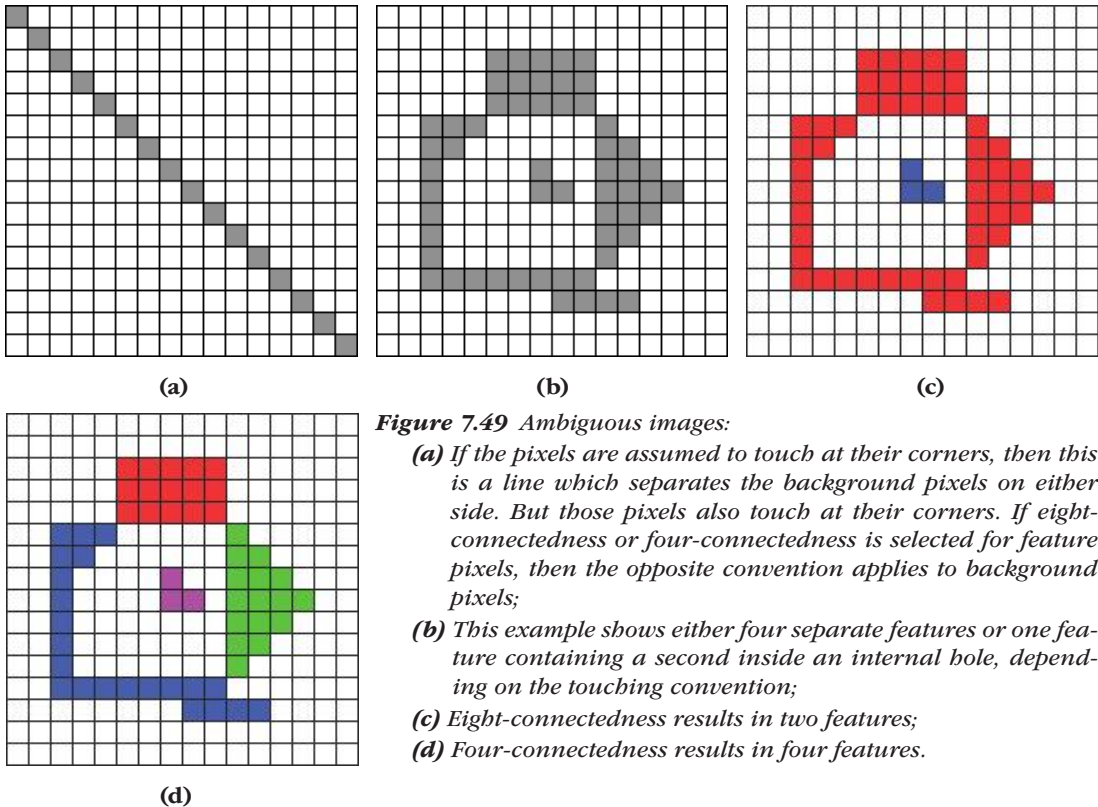 (a)
(b)
(c)
Figure 7.49 Ambiguous images:
(a) If the pixels are assumed to touch at their corners, then this
is a line which separates the background pixels on either
side. But those pixels also touch at their corners. If eight-
connectedness or four-connectedness is selected for feature
pixels, then the opposite convention applies to background
pixels;
(b) This example shows either four separate features or one fea-
ture containing a second inside an internal hole, depend-
ing on the touching convention;
(c) Eight-connectedness results in two features;
(d) Four-connectedness results in four features.
(d)